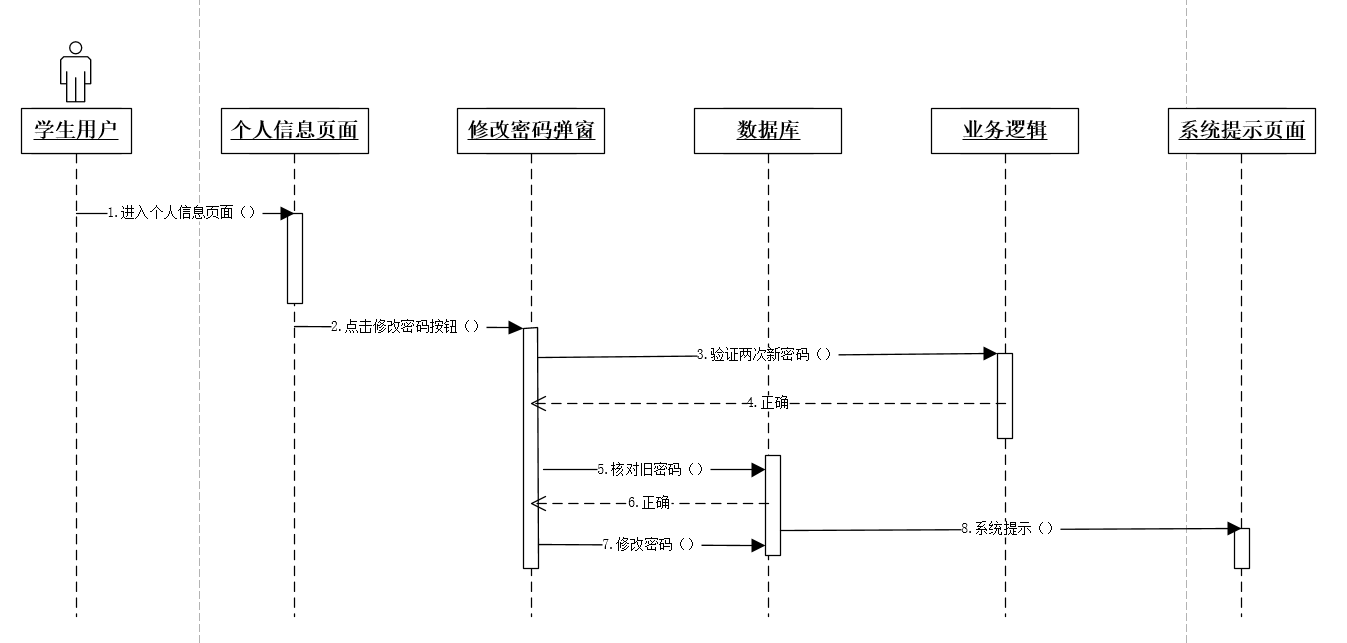 学生用户
个人信息页面
修改密码弹窗
数据库
业务逻辑
系统提示页面
1.进入个人信息页面（）
2.点击修改密码按钮（）
3.验证两次新密码（）
4.正确
5.核对旧密码（）
6.正确
8.系统提示（）
7.修改密码（）